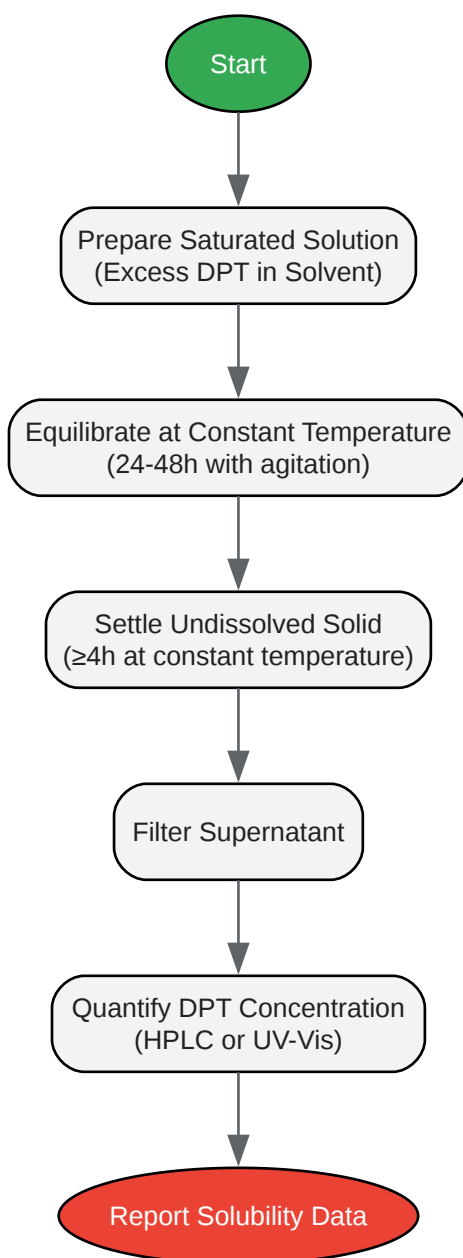 Start
Prepare Saturated Solution
(Excess DPT in Solvent)
Equilibrate at Constant Temperature
(24-48h with agitation)
Settle Undissolved Solid
(≥4h at constant temperature)
Filter Supernatant
Quantify DPT Concentration
(HPLC or UV-Vis)
Report Solubility Data